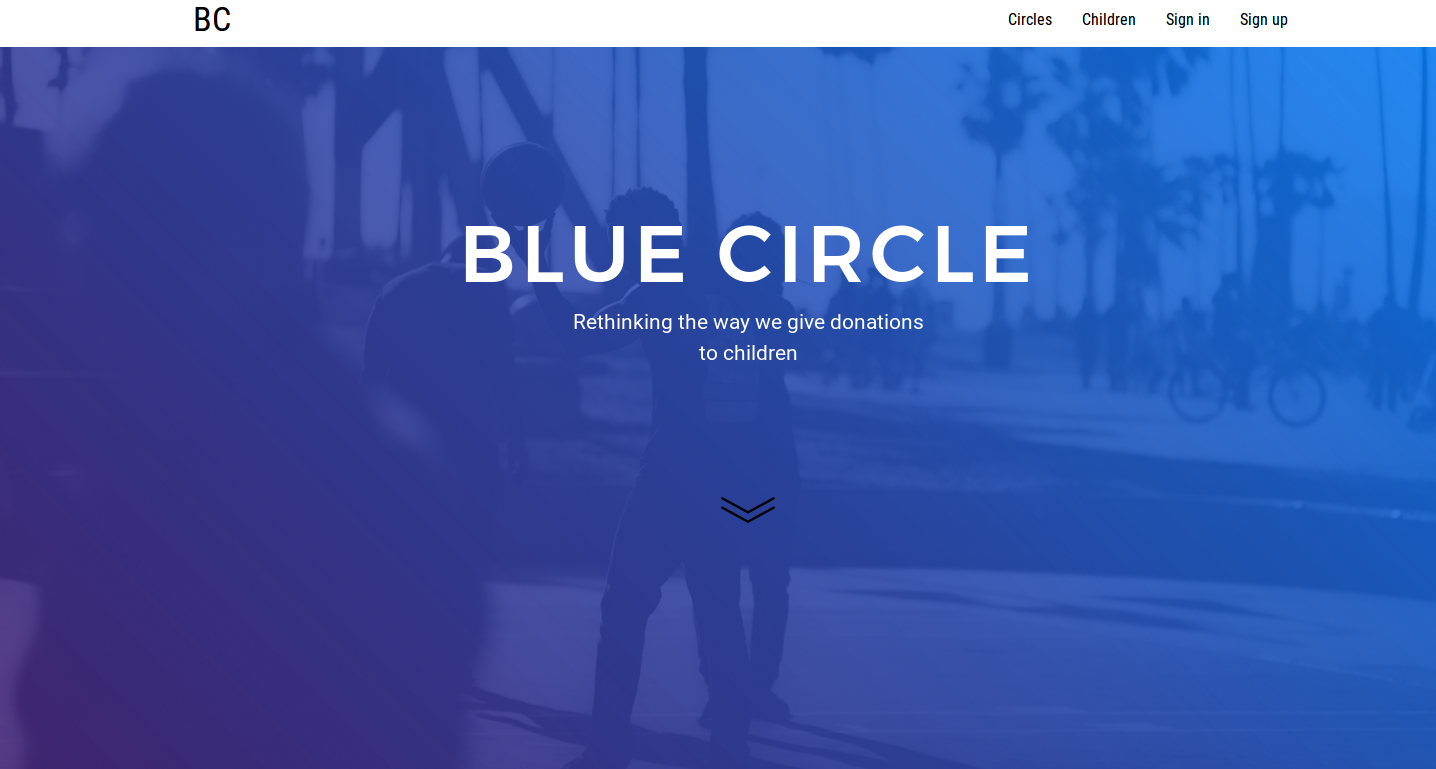 BC
Circles Children Sign in Sign up
BLUE CIRCLE
Rethinking the way we give donations
to children